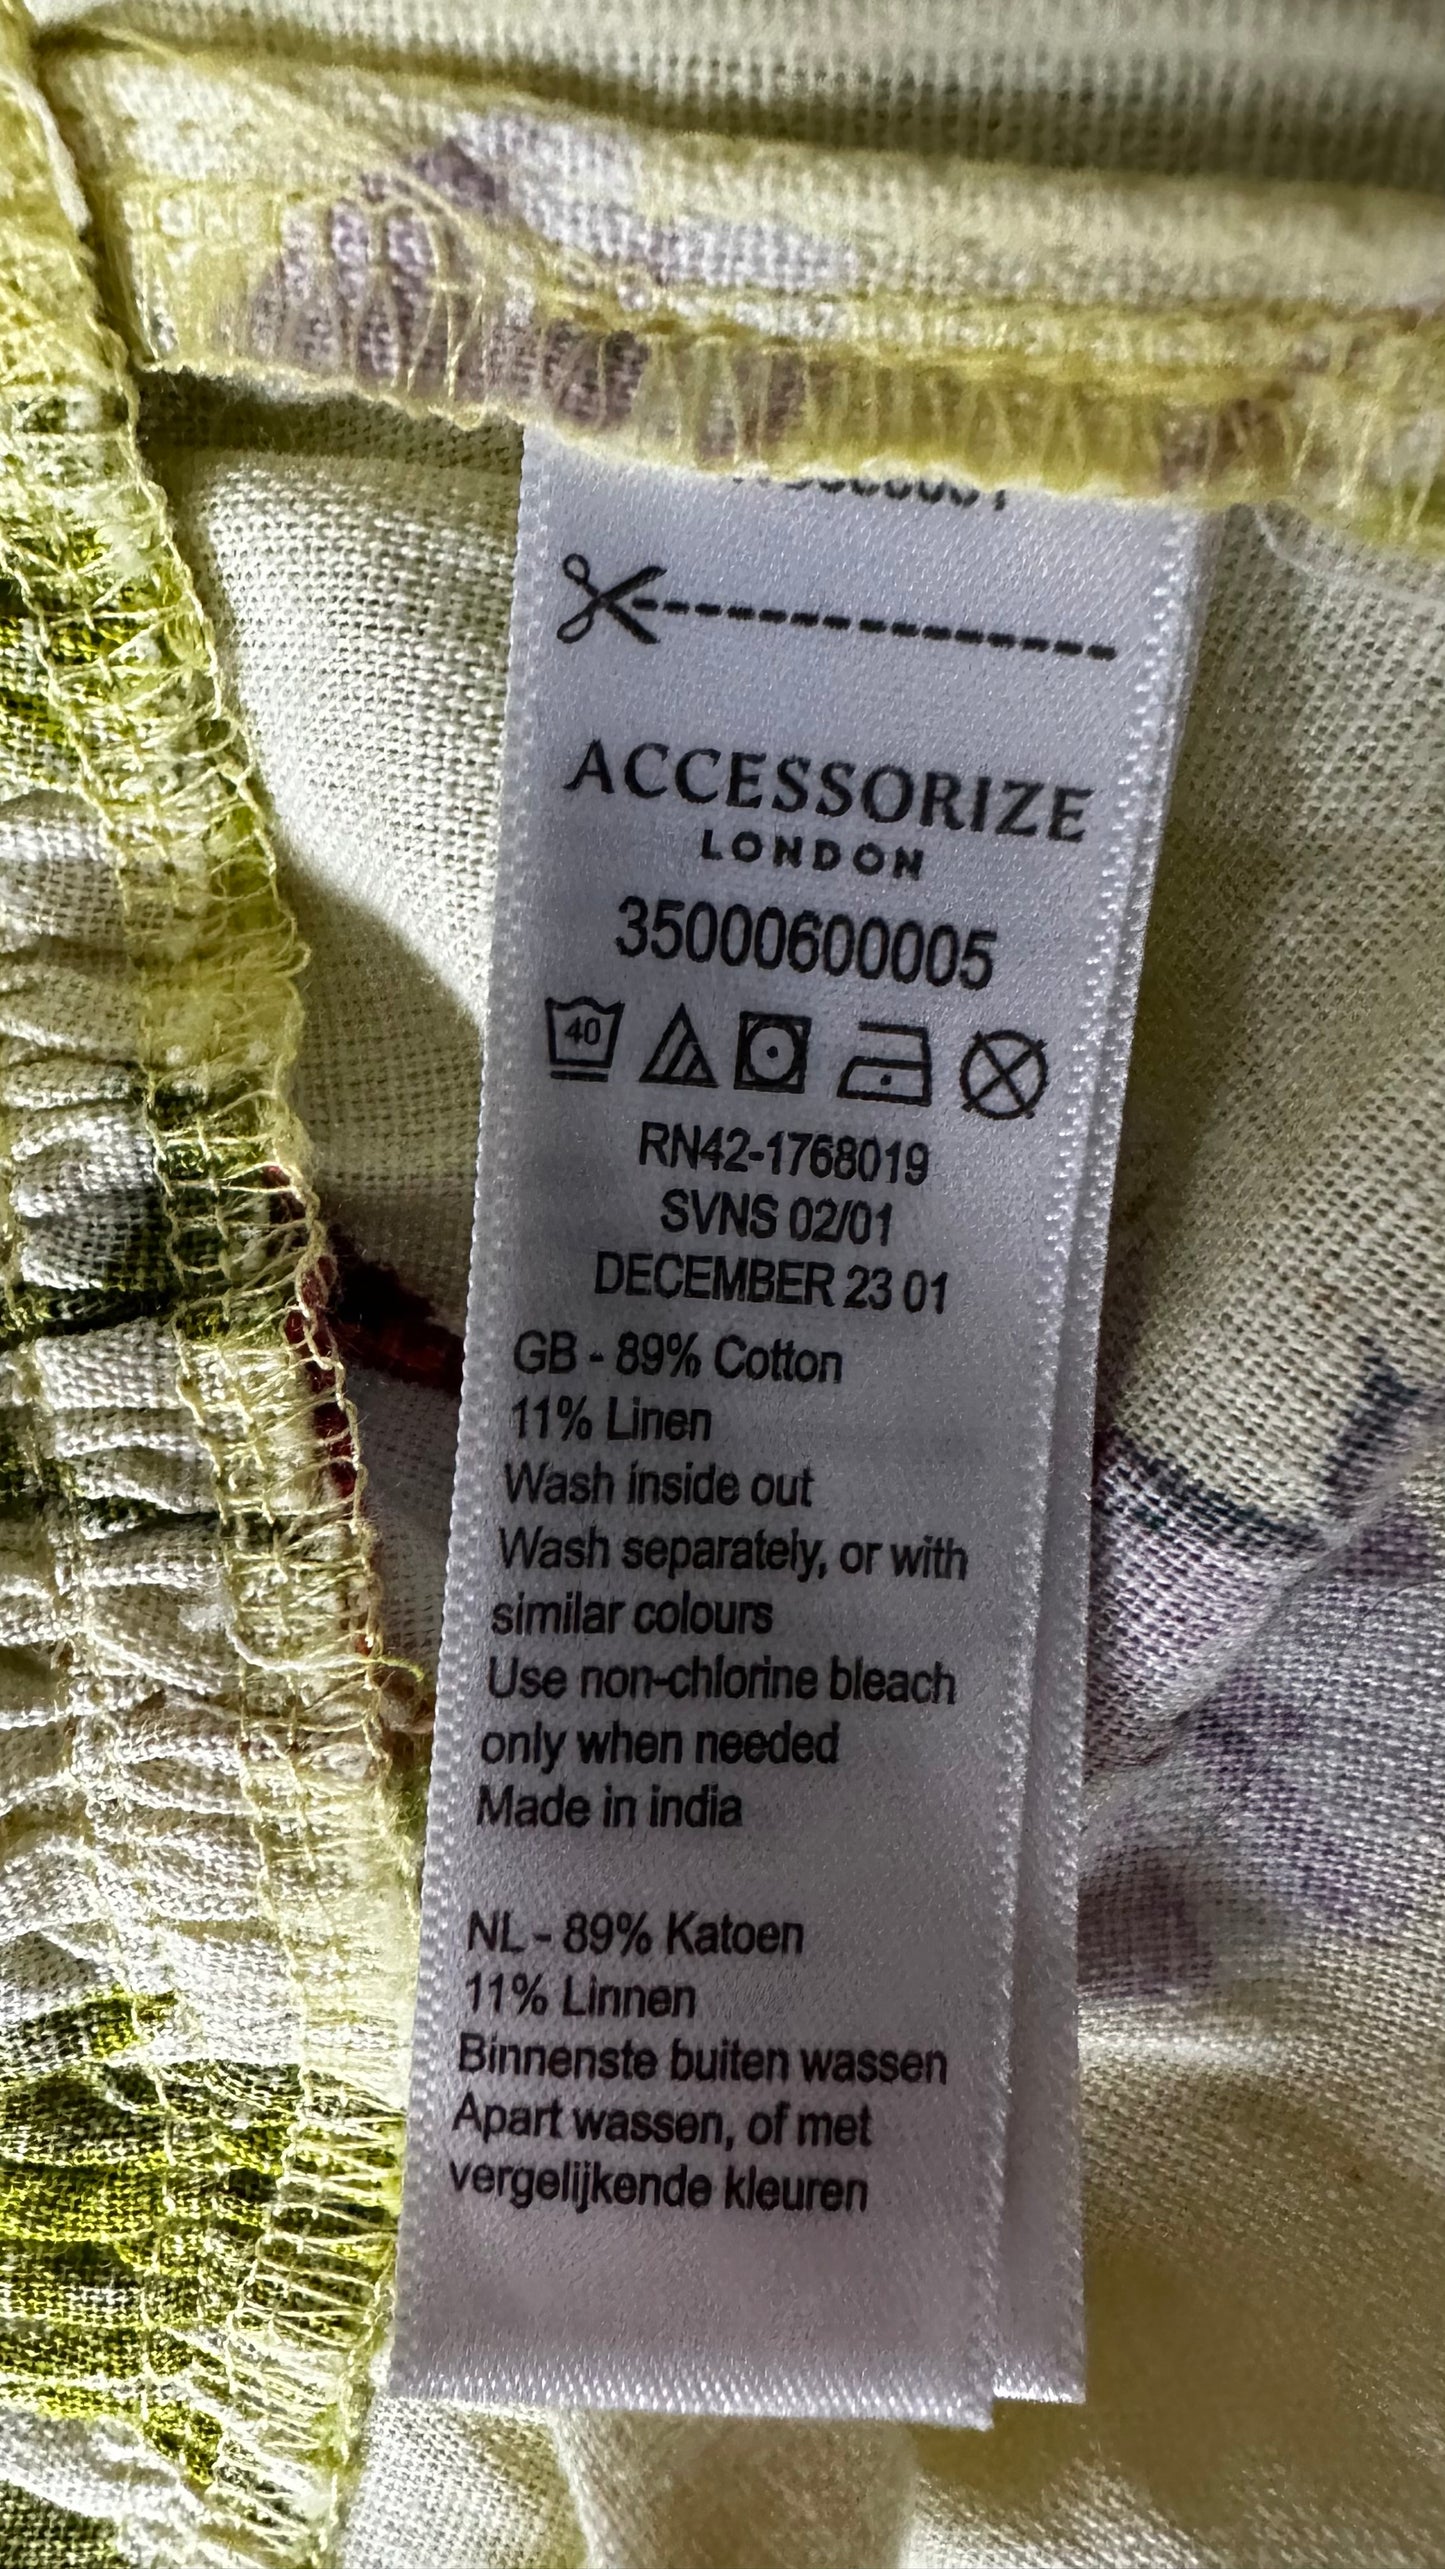 ACCESSORIZE
LONDON
35000600005
40
RN42-1768019
SVNS 02/01
DECEMBER 23 01
GB - 89% Cotton
11% Linen
Wash inside out
Wash separately, or with
similar colours
Use non-chlorine bleach
only when needed
Made in india
NL - 89% Katoen
11% Linnen
Binnenste buiten wassen
Apart wassen, of met
vergelijkende kleuren